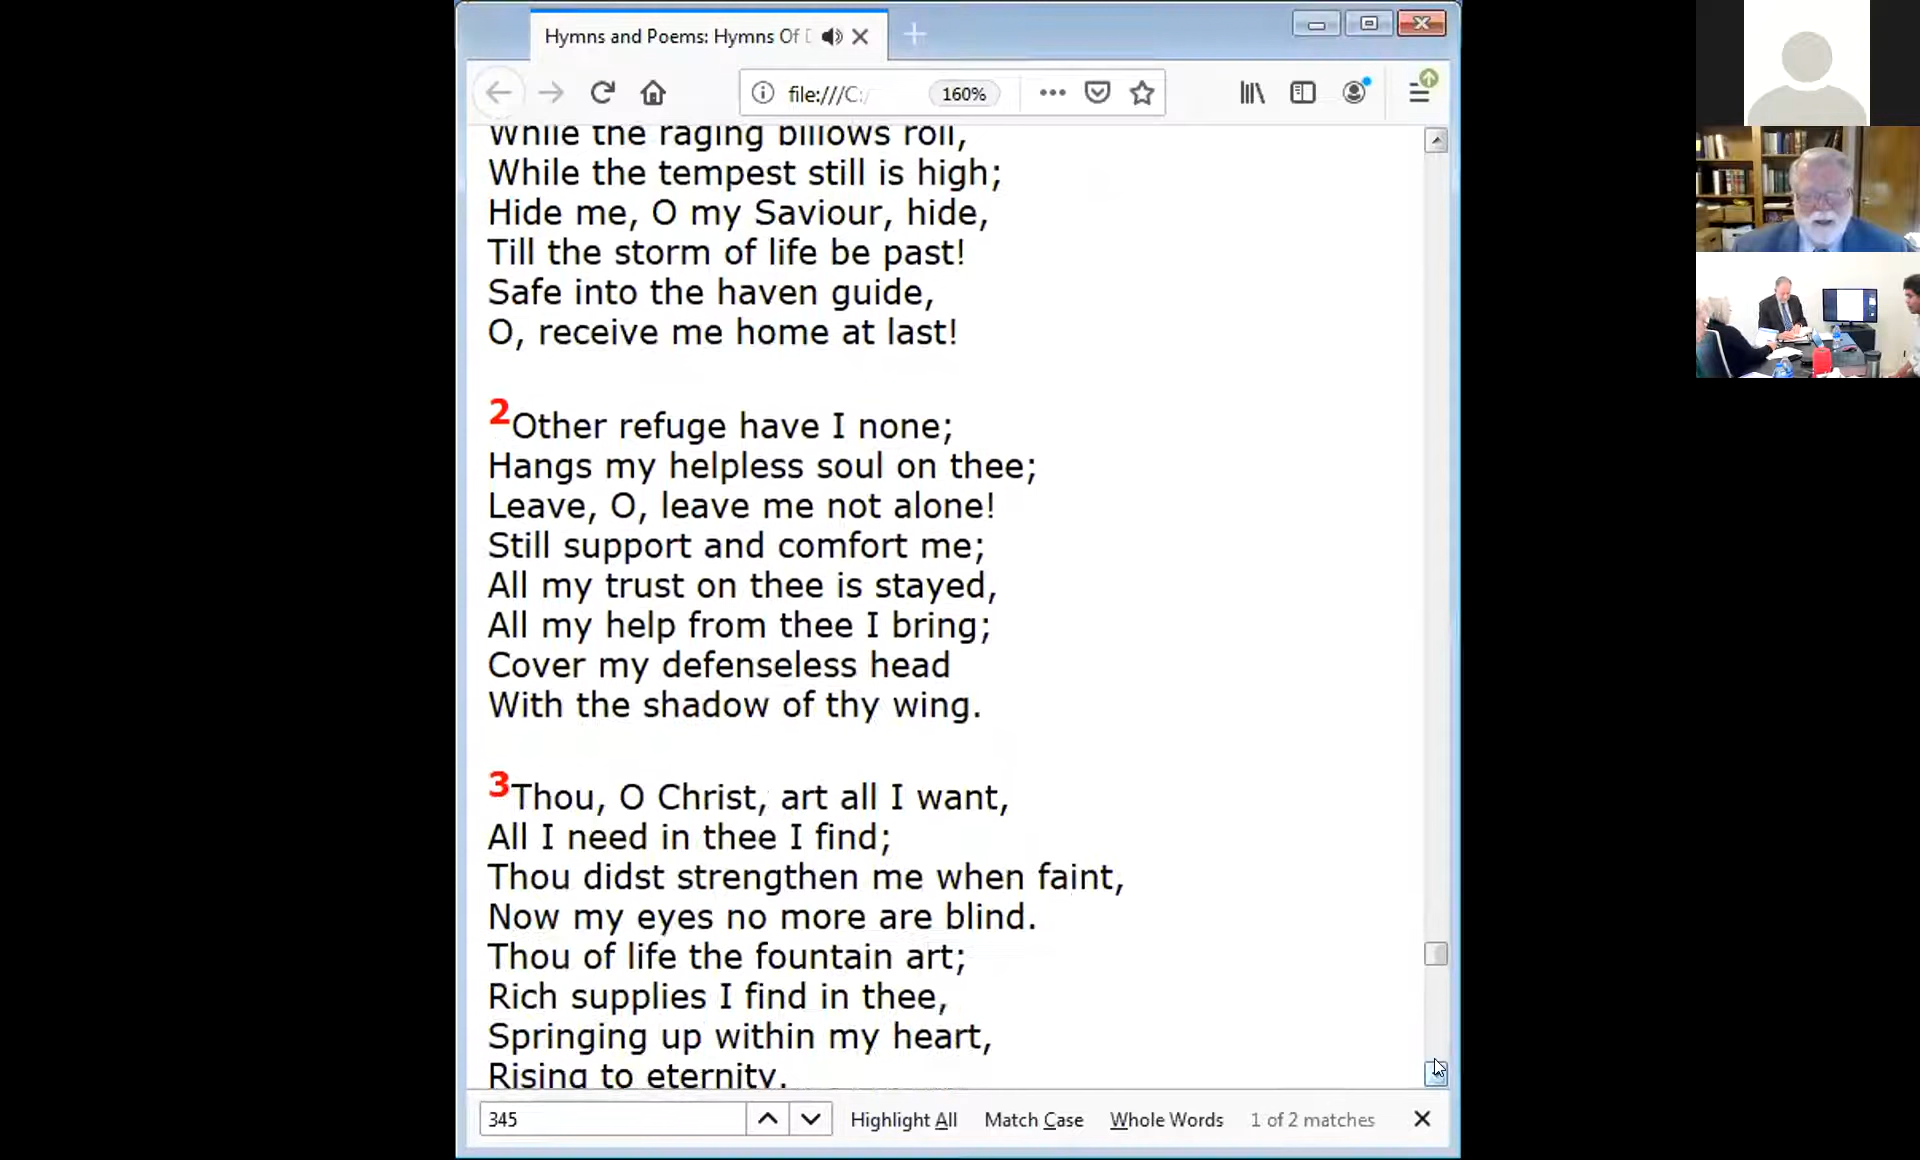 Hymns and Poems: Hymns Of
file:///C:/
160%
While the raging billows roll,
While the tempest still is high;
Hide me, O my Saviour, hide,
Till the storm of life be past!
Safe into the haven guide,
O, receive me home at last!
2Other refuge have I none;
Hangs my helpless soul on thee;
Leave, O, leave me not alone!
Still support and comfort me;
All my trust on thee is stayed,
All my help from thee I bring;
Cover my defenseless head
With the shadow of thy wing.
3Thou, O Christ, art all I want,
All I need in thee I find;
Thou didst strengthen me when faint,
Now my eyes no more are blind.
Thou of life the fountain art;
Rich supplies I find in thee,
Springing up within my heart,
Rising to eternity.
345
Highlight All
Match Case
Whole Words
1 of 2 matches